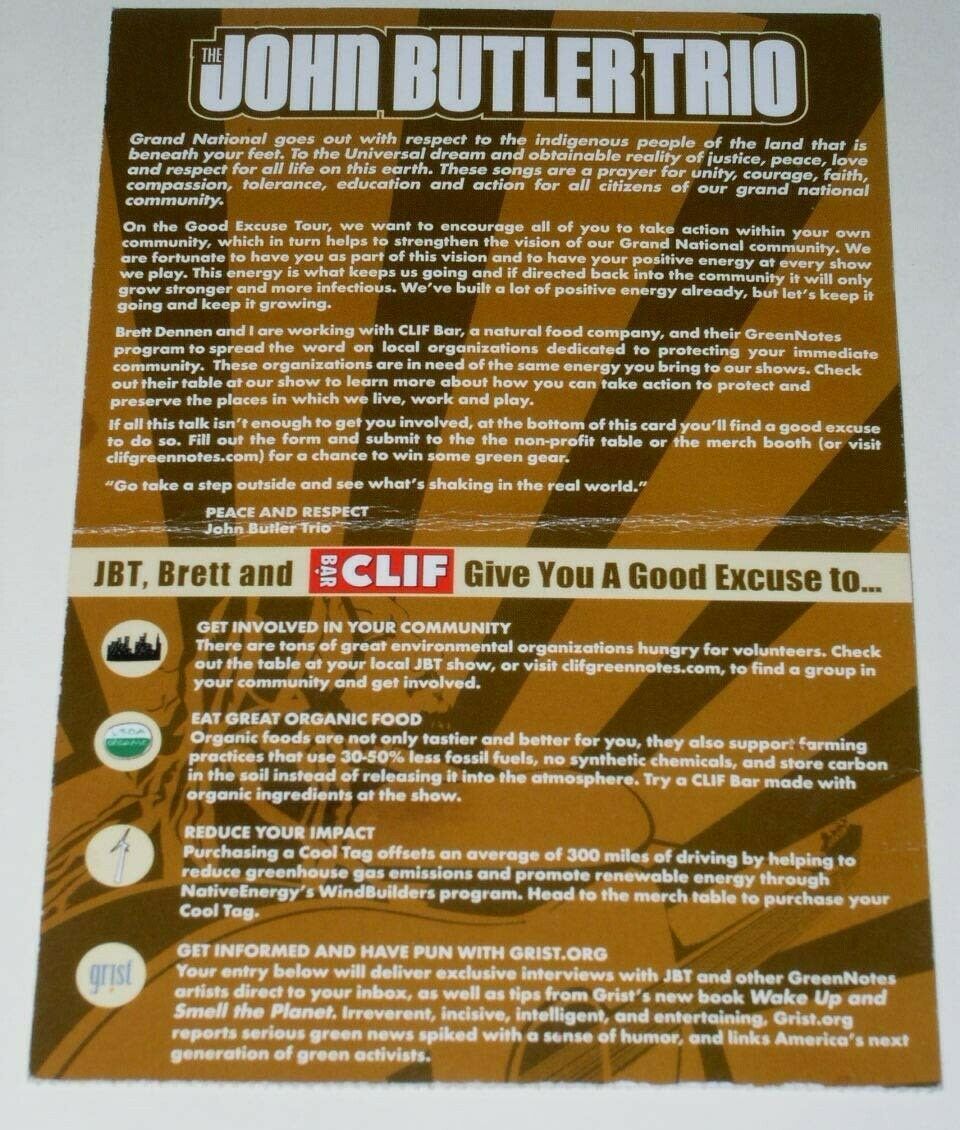 THE JOHN BUTLER TRIO
Grand National goes out with respect to the indigenous people of the land that is
beneath your feet. To the Universal dream and obtainable reality of justice, peace, love
and respect for all life on this earth. These songs are a prayer for unity, courage, faith,
compassion, tolerance, education and action for all citizens of our grand national
community.
On the Good Excuse Tour, we want to encourage all of you to take action within your own
community, which in turn helps to strengthen the vision of our Grand National community. We
are fortunate to have you as part of this vision and to have your positive energy at every show
we play. This energy is what keeps us going and if directed back into the community it will only
grow stronger and more infectious. We've built a lot of positive energy already, but let's keep it
going and keep it growing.
Brett Dennen and I are working with CLIF Bar, a natural food company, and their GreenNotes
program to spread the word on local organizations dedicated to protecting your immediate
community. These organizations are in need of the same energy you bring to our shows. Check
out their table at our show to learn more about how you can take action to protect and
preserve the places in which we live, work and play.
If all this talk isn't enough to get you involved, at the bottom of this card you'll find a good excuse
to do so. Fill out the form and submit to the the non-profit table or the merch booth (or visit
clifgreennotes.com) for a chance to win some green gear.
"Go take a step outside and see what's shaking in the real world."
PEACE AND RESPECT
John Butler Trio
JBT, Brett and CLIF BAR Give You A Good Excuse to...
GET INVOLVED IN YOUR COMMUNITY
There are tons of great environmental organizations hungry for volunteers. Check
out the table at your local JBT show, or visit clifgreennotes.com, to find a group in
your community and get involved.
USDA
ORGANIC
EAT GREAT ORGANIC FOOD
Organic foods are not only tastier and better for you, they also support farming
practices that use 30-50% less fossil fuels, no synthetic chemicals, and store carbon
in the soil instead of releasing it into the atmosphere. Try a CLIF Bar made with
organic ingredients at the show.
REDUCE YOUR IMPACT
Purchasing a Cool Tag offsets an average of 300 miles of driving by helping to
reduce greenhouse gas emissions and promote renewable energy through
NativeEnergy's WindBuilders program. Head to the merch table to purchase your
Cool Tag.
grist
GET INFORMED AND HAVE PUN WITH GRIST.ORG
Your entry below will deliver exclusive interviews with JBT and other GreenNotes
artists direct to your inbox, as well as tips from Grist's new book Wake Up and
Smell the Planet. Irreverent, incisive, intelligent, and entertaining, Grist.org
reports serious green news spiked with a sense of humor, and links America's next
generation of green activists.